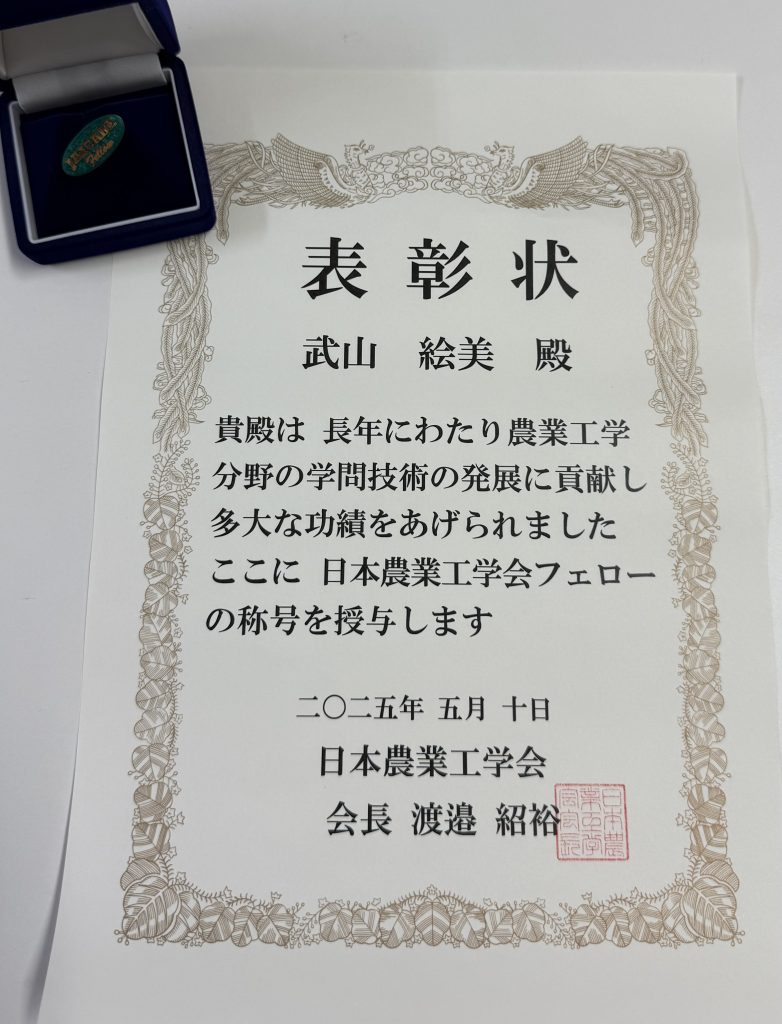 Fellow
表彰状
武山 絵美 殿
貴殿は 長年にわたり農業工学
分野の学問技術の発展に貢献し
多大な功績をあげられました
ここに 日本農業工学会フェロー
の称号を授与します
二〇二五年 五月 十日
日本農業工学会
会長 渡邉 紹裕